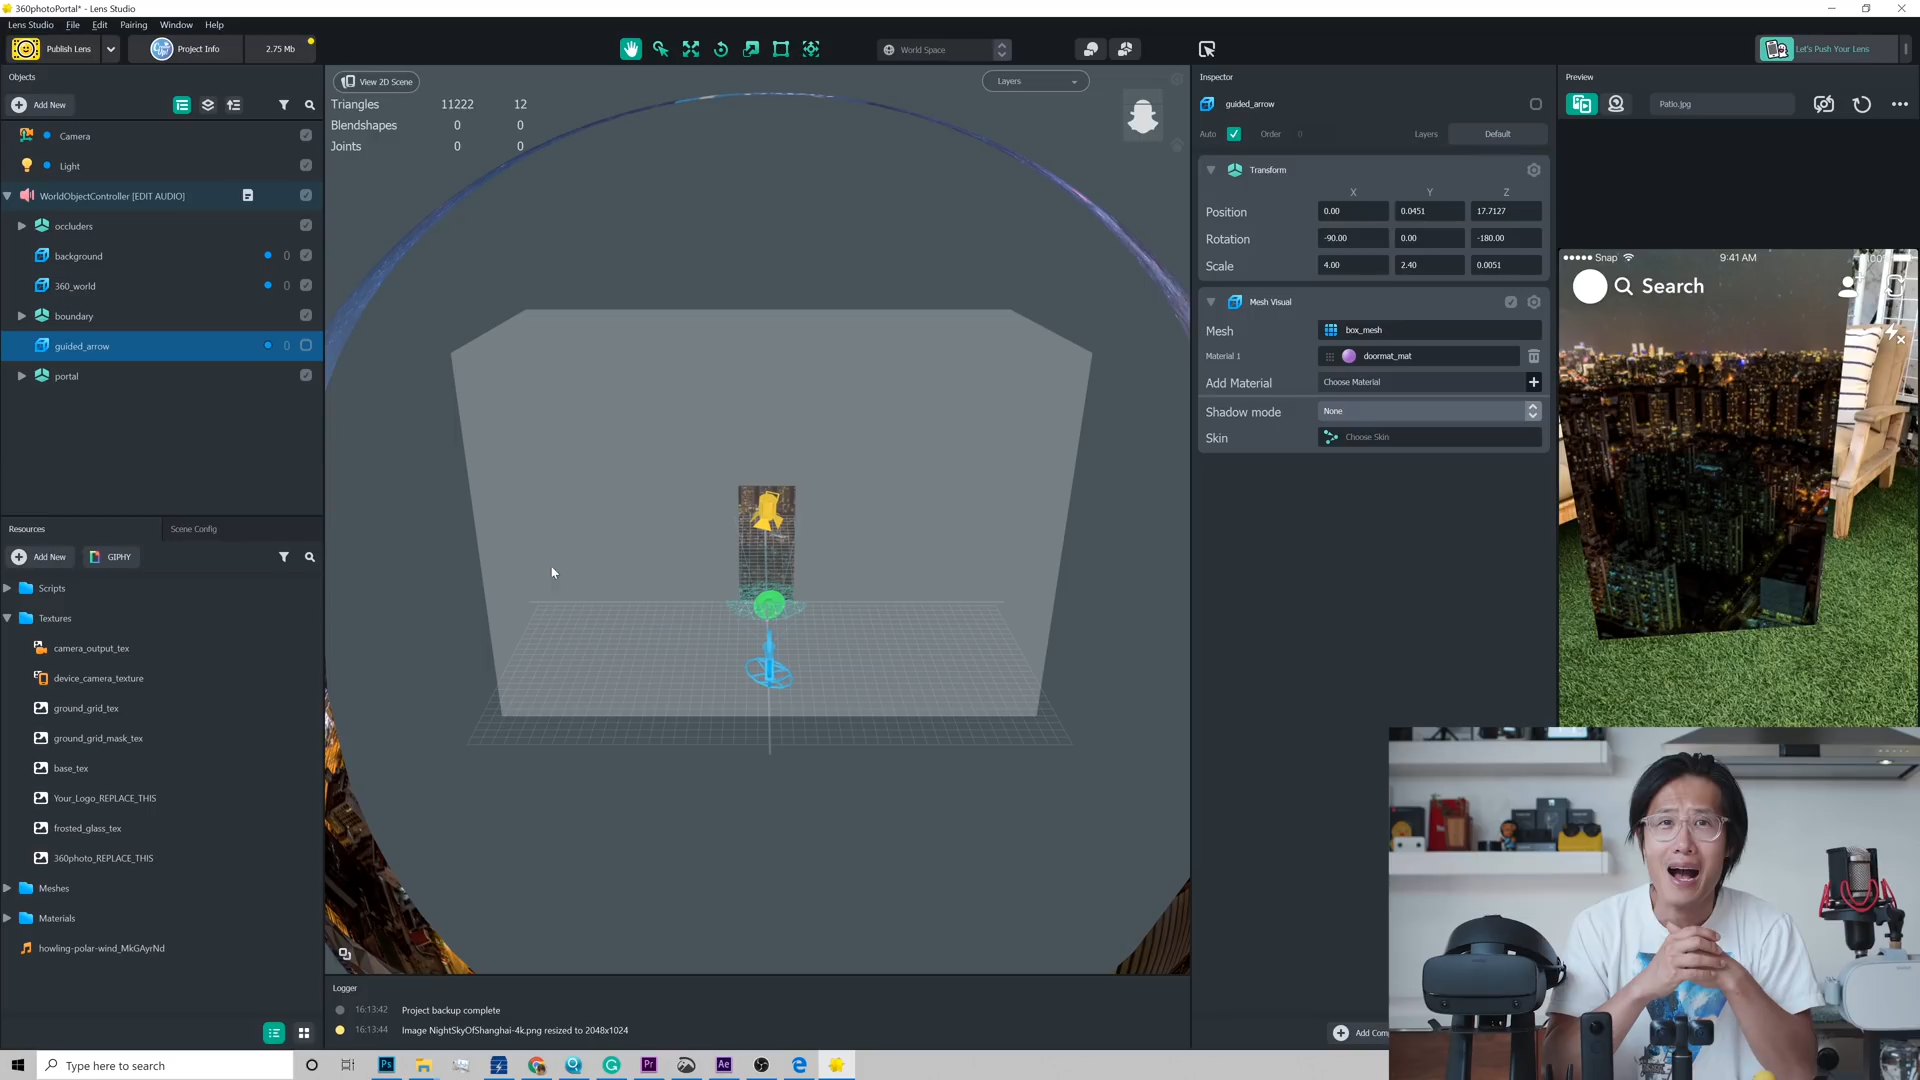 360photoPortal* - Lens Studio
Lens Studio File Edit Pairing Window Help
Publish Lens Project Info 2.75 Mb World Space Let's Push Your Lens
Objects
Add New
Camera
Light
WorldObjectController [EDIT AUDIO]
occluders
background 0
360_world 0
boundary
guided_arrow 0
portal
Resources Scene Config
Add New GIPHY
Scripts
Textures
camera_output_tex
device_camera_texture
ground_grid_tex
ground_grid_mask_tex
base_tex
Your_Logo_REPLACE_THIS
frosted_glass_tex
360photo_REPLACE_THIS
Meshes
Materials
howling-polar-wind_MkGAyrNd
View 2D Scene Layers
Triangles 11222 12
Blendshapes 0 0
Joints 0 0
Logger
16:13:42 Project backup complete
16:13:44 Image NightSkyOfShanghai-4k.png resized to 2048x1024
Inspector
guided_arrow
Auto Order 0 Layers Default
Transform
X Y Z
Position 0.00 0.0451 17.7127
Rotation -90.00 0.00 -180.00
Scale 4.00 2.40 0.0051
Mesh Visual
Mesh box_mesh
Material 1 doormat_mat
Add Material Choose Material
Shadow mode None
Skin Choose Skin
Preview
Patio.jpg
Snap 9:41 AM
Search
Type here to search
Ps Pr Ae